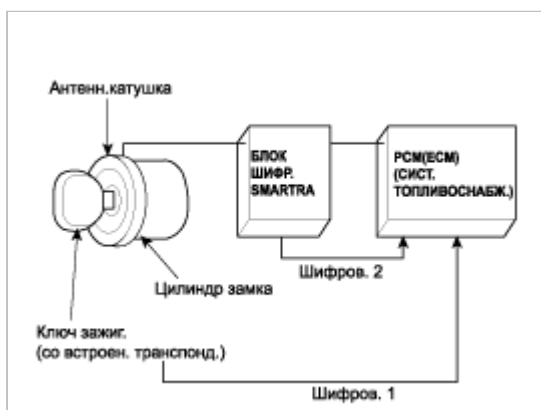 Антенн.катушка
БЛОК
ШИФР.
SMARTRA
PCM(ECM)
(СИСТ.
ТОПЛИВОСНАБЖ.)
Шифров. 2
Цилиндр замка
Ключ зажиг.
(со встроен. транспонд.)
Шифров. 1